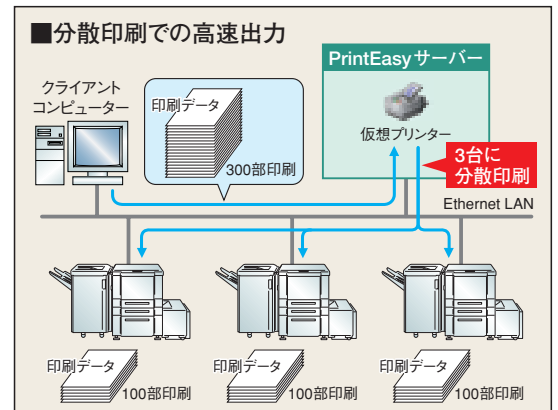 ■分散印刷での高速出力
PrintEasyサーバー
クライアント
コンピューター
印刷データ
300部印刷
仮想プリンター
3台に
分散印刷
Ethernet LAN
印刷データ
100部印刷
印刷データ
100部印刷
印刷データ
100部印刷